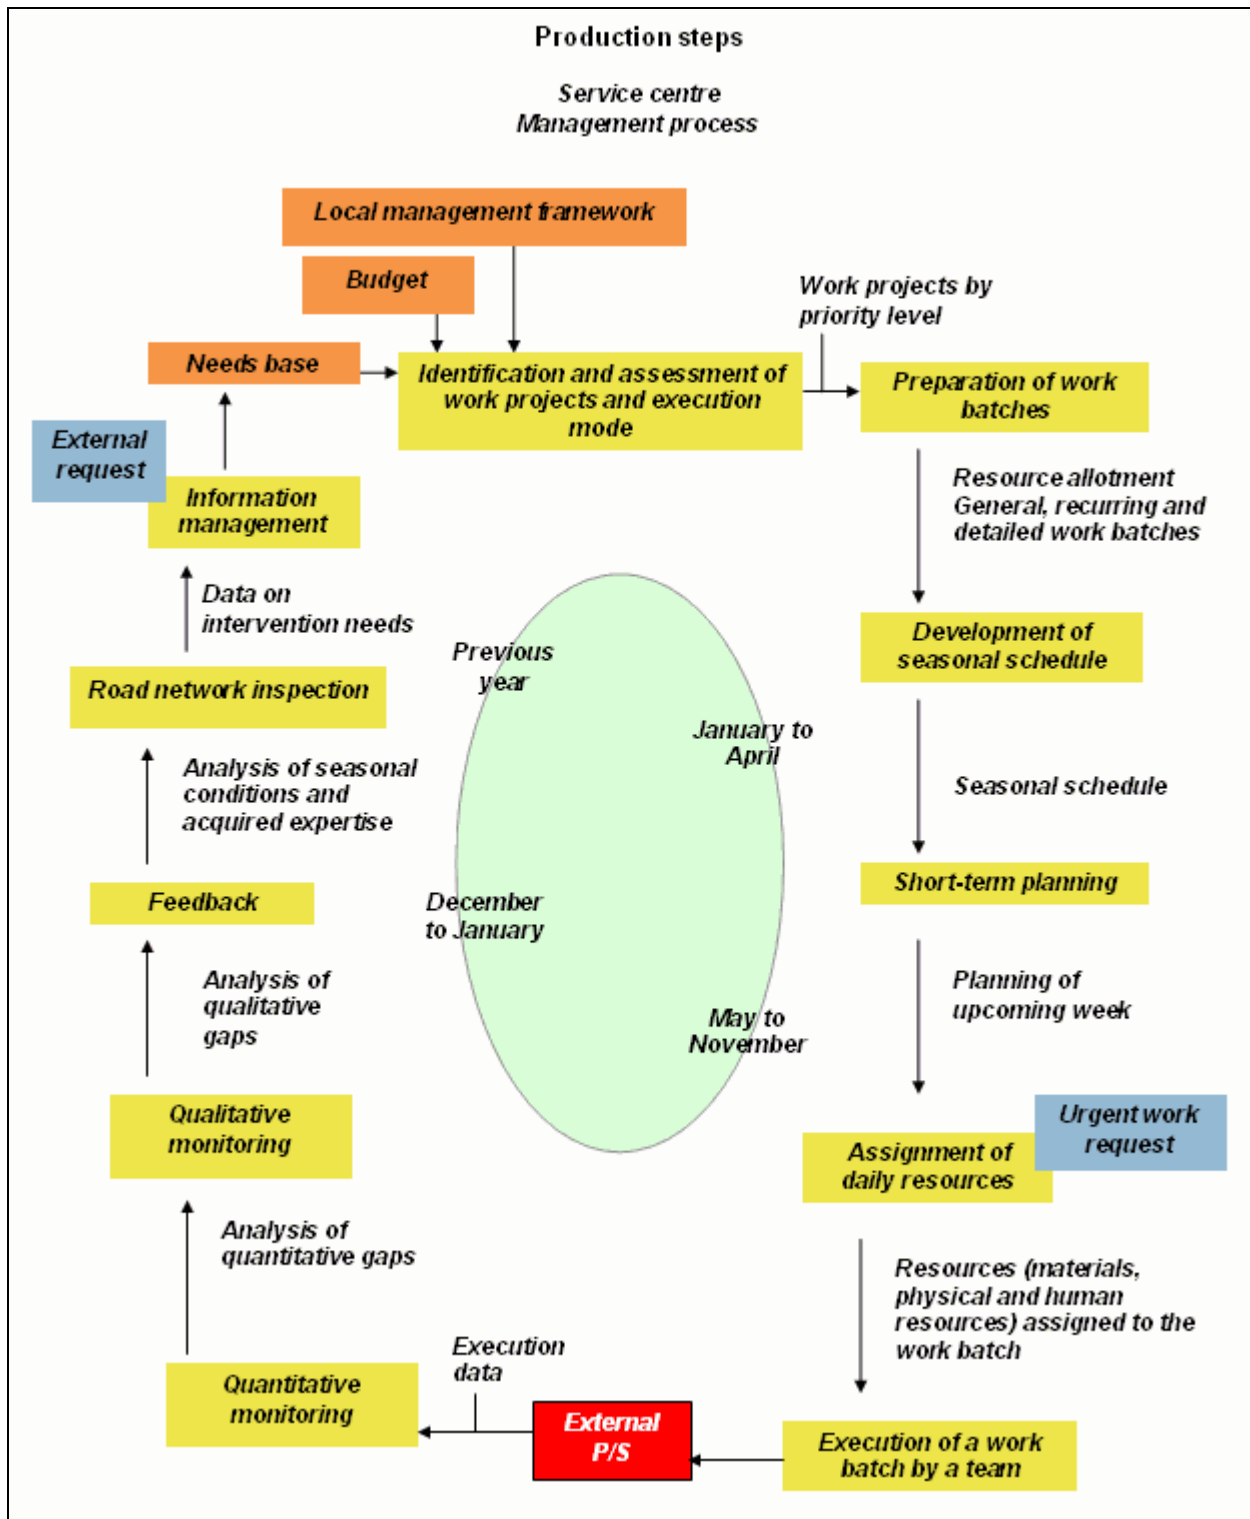 Production steps
Service centre
Management process
Local management framework
Budget
Work projects by
priority level
Needs base
Identification and assessment of
work projects and execution
mode
Preparation of work
batches
External
request
Information
management
Resource allotment
General, recurring and
detailed work batches
Data on
intervention needs
Development of
seasonal schedule
Previous
year
Road network inspection
January to
April
Analysis of seasonal
conditions and
acquired expertise
Seasonal schedule
Short-term planning
Feedback
December
to January
Analysis of
qualitative
gaps
Planning of
upcoming week
May to
November
Qualitative
monitoring
Urgent work
request
Assignment of
daily resources
Analysis of
quantitative gaps
Resources (materials,
physical and human
resources) assigned to the
work batch
Execution
data
Quantitative
monitoring
External
P/S
Execution of a work
batch by a team